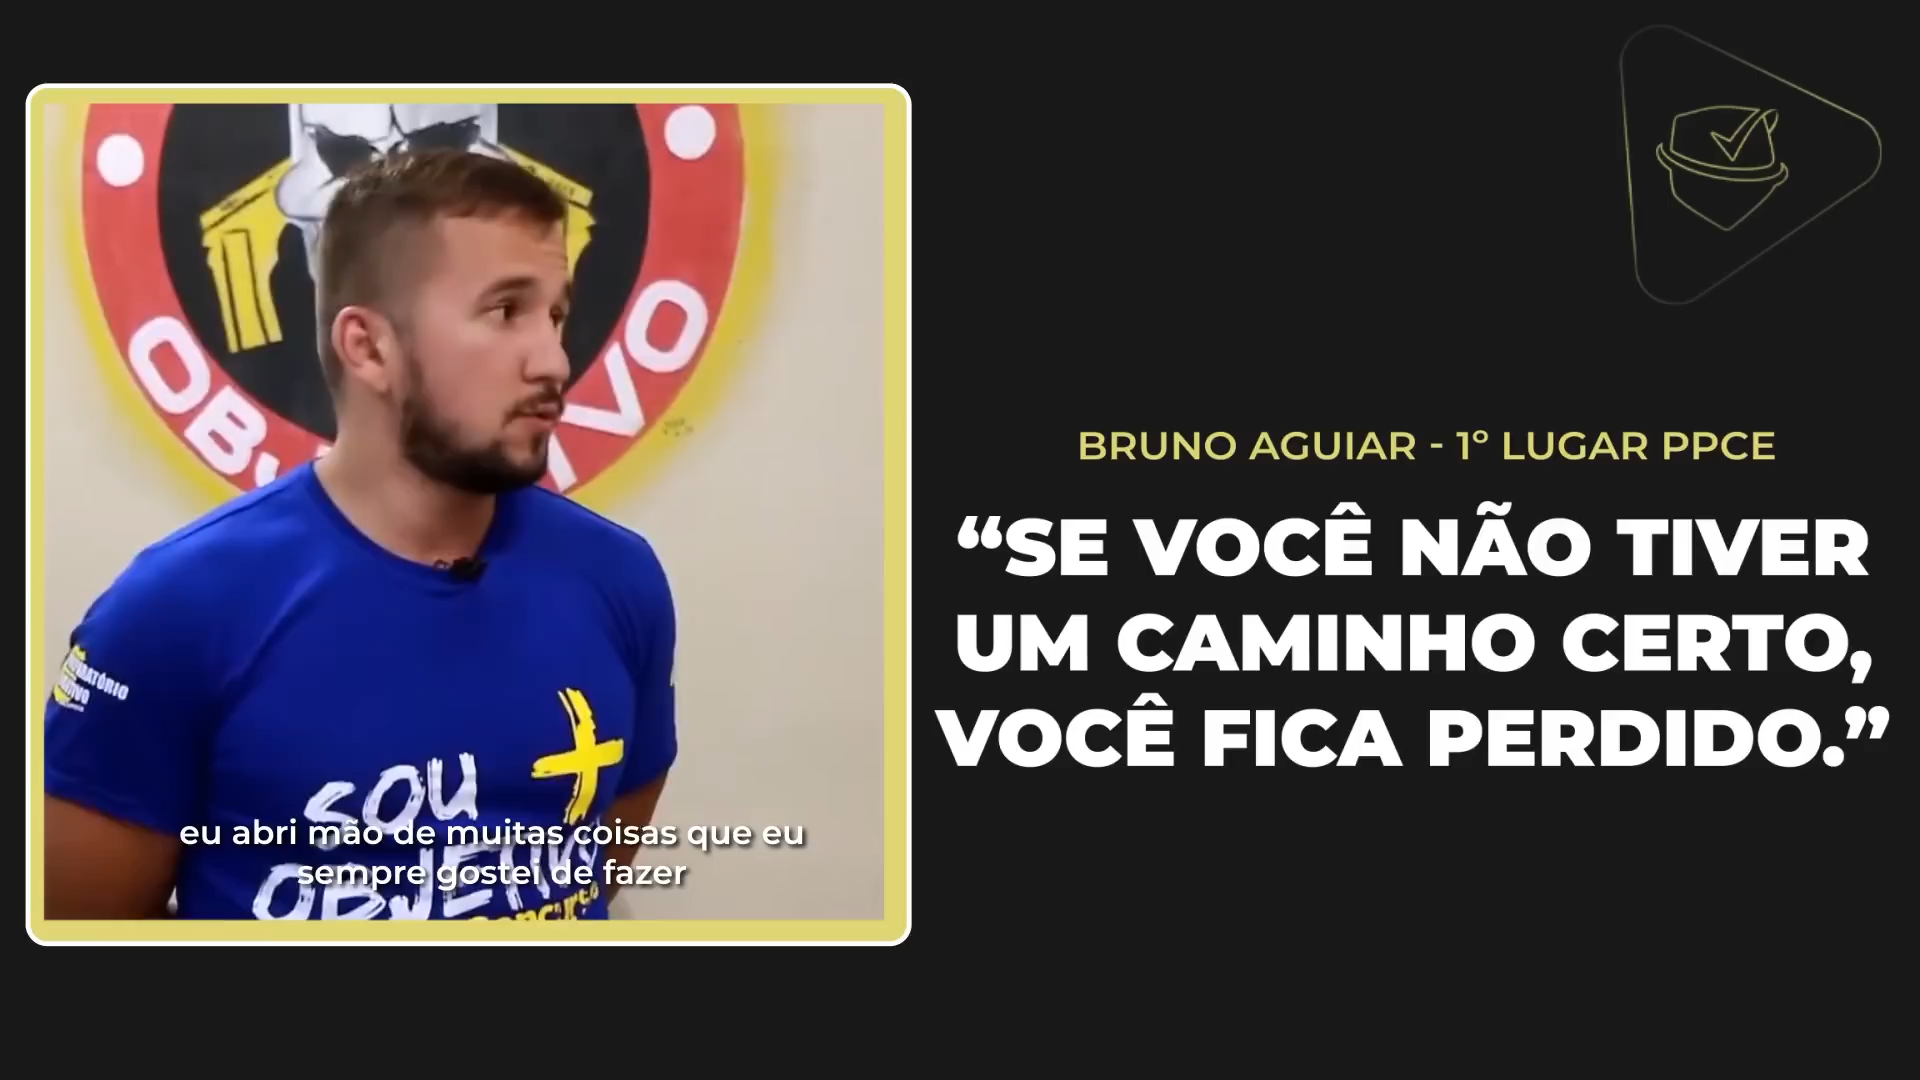 BRUNO AGUIAR - 1º LUGAR PPCE
“SE VOCÊ NÃO TIVER
UM CAMINHO CERTO,
VOCÊ FICA PERDIDO.”
SOU +
OBJETIVO
eu abri mão de muitas coisas que eu
sempre gostei de fazer